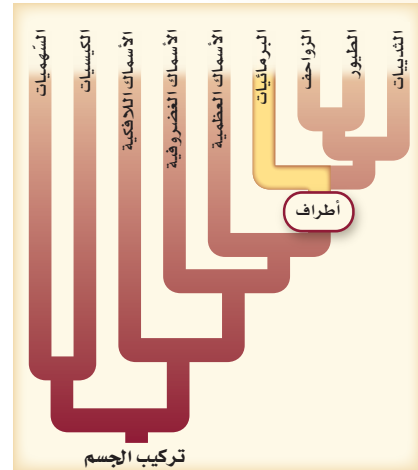 الثدييات
الطيور
الزواحف
البرمائيات
الأسماك العظمية
الأسماك الغضروفية
الأسماك اللافكية
الكيسيات
السهميات
أطراف
تركيب الجسم